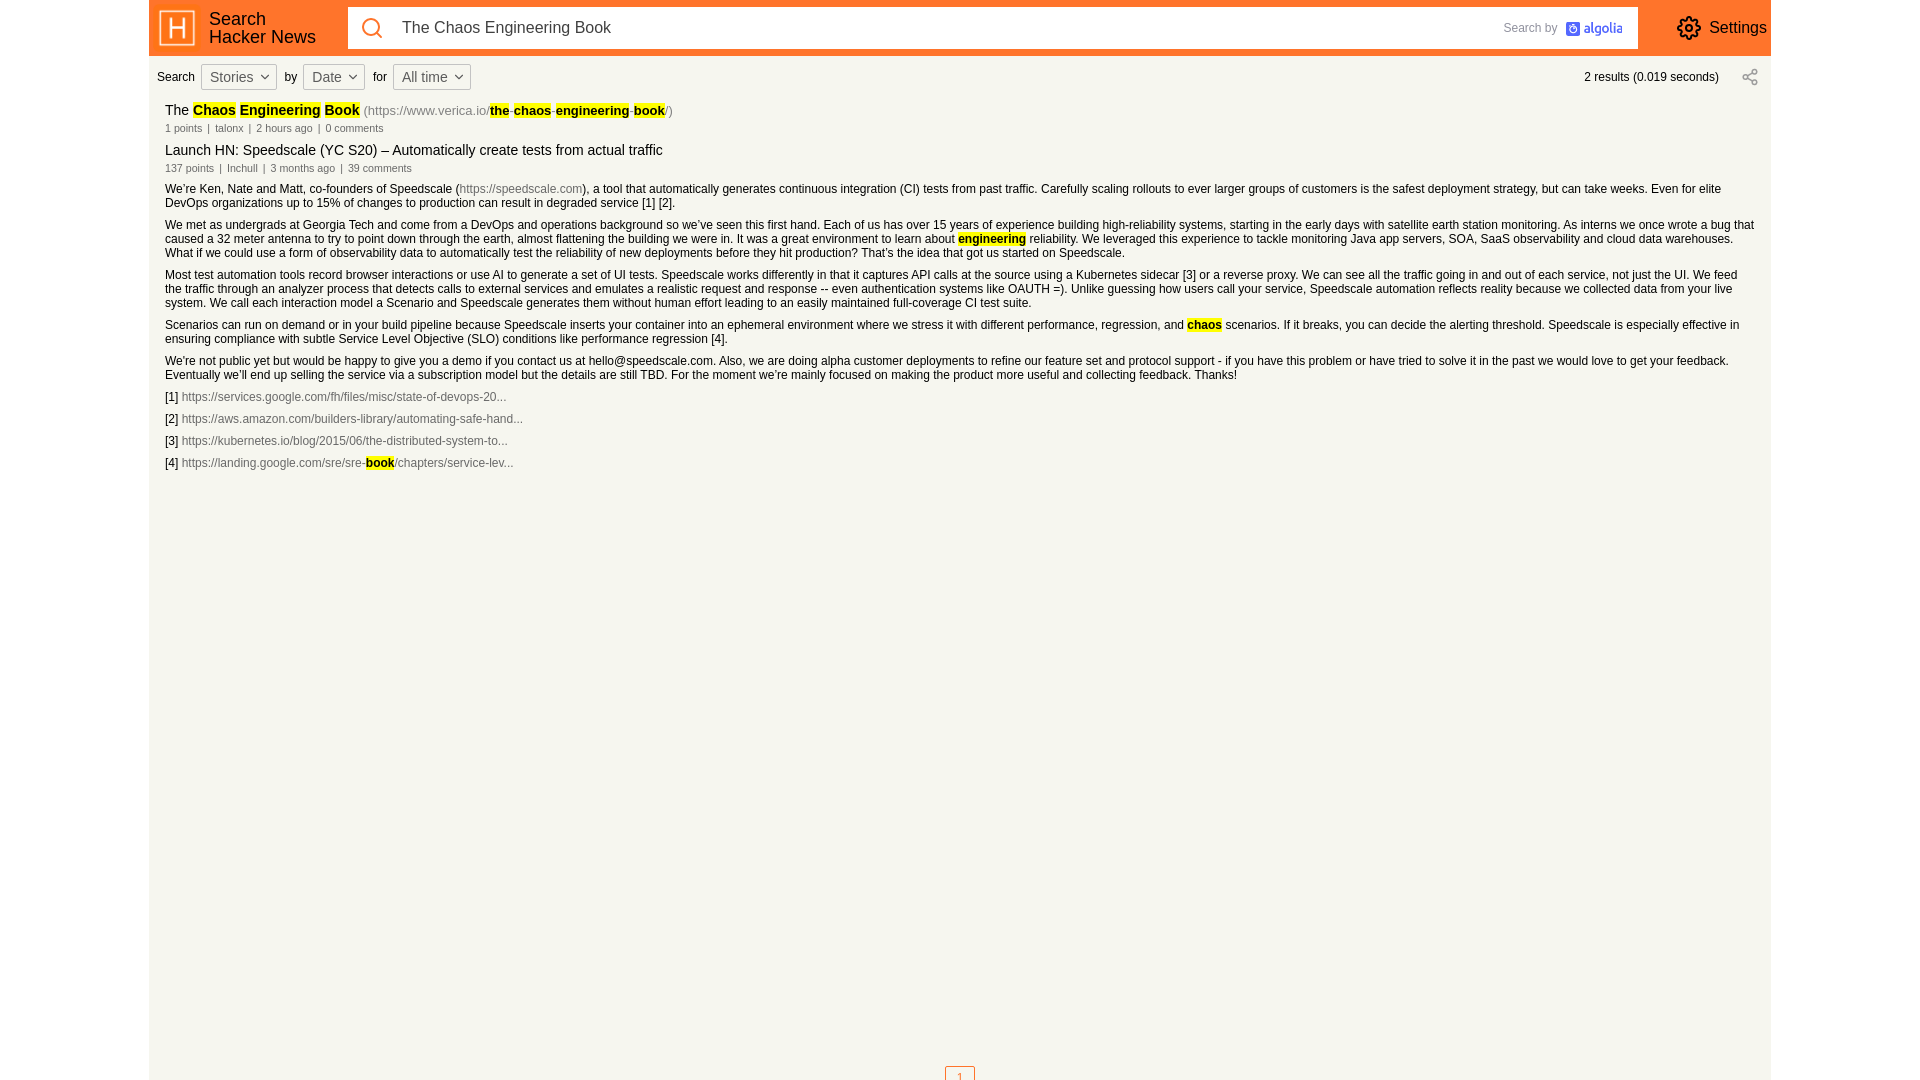 Search
Hacker News
The Chaos Engineering Book
Search by algolia
Settings
Search Stories by Date for All time
2 results (0.019 seconds)
The Chaos Engineering Book (https://www.verica.io/the-chaos-engineering-book/)
1 points | talonx | 2 hours ago | 0 comments
Launch HN: Speedscale (YC S20) – Automatically create tests from actual traffic
137 points | Inchull | 3 months ago | 39 comments
We’re Ken, Nate and Matt, co-founders of Speedscale (https://speedscale.com), a tool that automatically generates continuous integration (CI) tests from past traffic. Carefully scaling rollouts to ever larger groups of customers is the safest deployment strategy, but can take weeks. Even for elite
DevOps organizations up to 15% of changes to production can result in degraded service [1] [2].
We met as undergrads at Georgia Tech and come from a DevOps and operations background so we’ve seen this first hand. Each of us has over 15 years of experience building high-reliability systems, starting in the early days with satellite earth station monitoring. As interns we once wrote a bug that
caused a 32 meter antenna to try to point down through the earth, almost flattening the building we were in. It was a great environment to learn about engineering reliability. We leveraged this experience to tackle monitoring Java app servers, SOA, SaaS observability and cloud data warehouses.
What if we could use a form of observability data to automatically test the reliability of new deployments before they hit production? That’s the idea that got us started on Speedscale.
Most test automation tools record browser interactions or use AI to generate a set of UI tests. Speedscale works differently in that it captures API calls at the source using a Kubernetes sidecar [3] or a reverse proxy. We can see all the traffic going in and out of each service, not just the UI. We feed
the traffic through an analyzer process that detects calls to external services and emulates a realistic request and response -- even authentication systems like OAUTH =). Unlike guessing how users call your service, Speedscale automation reflects reality because we collected data from your live
system. We call each interaction model a Scenario and Speedscale generates them without human effort leading to an easily maintained full-coverage CI test suite.
Scenarios can run on demand or in your build pipeline because Speedscale inserts your container into an ephemeral environment where we stress it with different performance, regression, and chaos scenarios. If it breaks, you can decide the alerting threshold. Speedscale is especially effective in
ensuring compliance with subtle Service Level Objective (SLO) conditions like performance regression [4].
We're not public yet but would be happy to give you a demo if you contact us at hello@speedscale.com. Also, we are doing alpha customer deployments to refine our feature set and protocol support - if you have this problem or have tried to solve it in the past we would love to get your feedback.
Eventually we’ll end up selling the service via a subscription model but the details are still TBD. For the moment we’re mainly focused on making the product more useful and collecting feedback. Thanks!
[1] https://services.google.com/fh/files/misc/state-of-devops-20...
[2] https://aws.amazon.com/builders-library/automating-safe-hand...
[3] https://kubernetes.io/blog/2015/06/the-distributed-system-to...
[4] https://landing.google.com/sre/sre-book/chapters/service-lev...
1